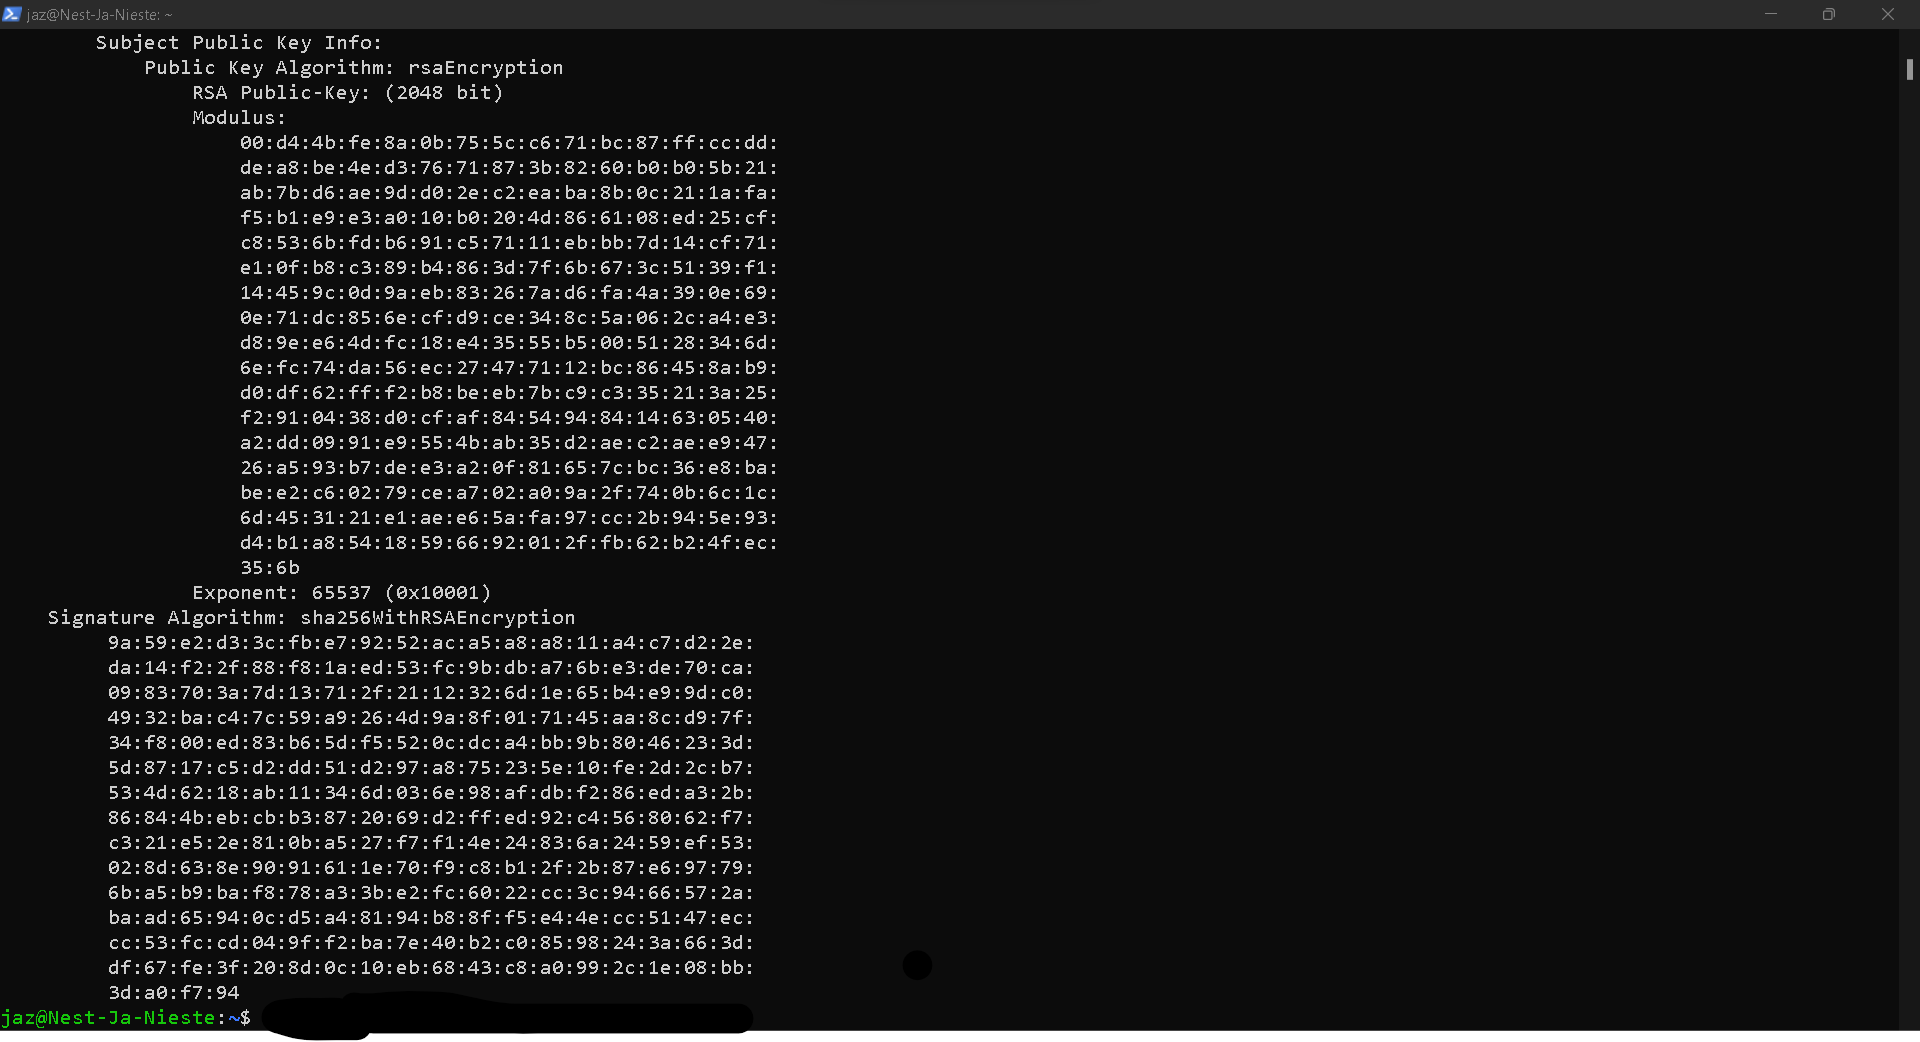 jaz@Nest-Ja-Nieste: ~
Subject Public Key Info:
Public Key Algorithm: rsaEncryption
RSA Public-Key: (2048 bit)
Modulus:
00:d4:4b:fe:8a:0b:75:5c:c6:71:bc:87:ff:cc:dd:
de:a8:be:4e:d3:76:71:87:3b:82:60:b0:b0:5b:21:
ab:7b:d6:ae:9d:d0:2e:c2:ea:ba:8b:0c:21:1a:fa:
f5:b1:e9:e3:a0:10:b0:20:4d:86:61:08:ed:25:cf:
c8:53:6b:fd:b6:91:c5:71:11:eb:bb:7d:14:cf:71:
e1:0f:b8:c3:89:b4:86:3d:7f:6b:67:3c:51:39:f1:
14:45:9c:0d:9a:eb:83:26:7a:d6:fa:4a:39:0e:69:
0e:71:dc:85:6e:cf:d9:ce:34:8c:5a:06:2c:a4:e3:
d8:9e:e6:4d:fc:18:e4:35:55:b5:00:51:28:34:6d:
6e:fc:74:da:56:ec:27:47:71:12:bc:86:45:8a:b9:
d0:df:62:ff:f2:b8:be:eb:7b:c9:c3:35:21:3a:25:
f2:91:04:38:d0:cf:af:84:54:94:84:14:63:05:40:
a2:dd:09:91:e9:55:4b:ab:35:d2:ae:c2:ae:e9:47:
26:a5:93:b7:de:e3:a2:0f:81:65:7c:bc:36:e8:ba:
be:e2:c6:02:79:ce:a7:02:a0:9a:2f:74:0b:6c:1c:
6d:45:31:21:e1:ae:e6:5a:fa:97:cc:2b:94:5e:93:
d4:b1:a8:54:18:59:66:92:01:2f:fb:62:b2:4f:ec:
35:6b
Exponent: 65537 (0x10001)
Signature Algorithm: sha256WithRSAEncryption
9a:59:e2:d3:3c:fb:e7:92:52:ac:a5:a8:a8:11:a4:c7:d2:2e:
da:14:f2:2f:88:f8:1a:ed:53:fc:9b:db:a7:6b:e3:de:70:ca:
09:83:70:3a:7d:13:71:2f:21:12:32:6d:1e:65:b4:e9:9d:c0:
49:32:ba:c4:7c:59:a9:26:4d:9a:8f:01:71:45:aa:8c:d9:7f:
34:f8:00:ed:83:b6:5d:f5:52:0c:dc:a4:bb:9b:80:46:23:3d:
5d:87:17:c5:d2:dd:51:d2:97:a8:75:23:5e:10:fe:2d:2c:b7:
53:4d:62:18:ab:11:34:6d:03:6e:98:af:db:f2:86:ed:a3:2b:
86:84:4b:eb:cb:b3:87:20:69:d2:ff:ed:92:c4:56:80:62:f7:
c3:21:e5:2e:81:0b:a5:27:f7:f1:4e:24:83:6a:24:59:ef:53:
02:8d:63:8e:90:91:61:1e:70:f9:c8:b1:2f:2b:87:e6:97:79:
6b:a5:b9:ba:f8:78:a3:3b:e2:fc:60:22:cc:3c:94:66:57:2a:
ba:ad:65:94:0c:d5:a4:81:94:b8:8f:f5:e4:4e:cc:51:47:ec:
cc:53:fc:cd:04:9f:f2:ba:7e:40:b2:c0:85:98:24:3a:66:3d:
df:67:fe:3f:20:8d:0c:10:eb:68:43:c8:a0:99:2c:1e:08:bb:
3d:a0:f7:94
jaz@Nest-Ja-Nieste:~$